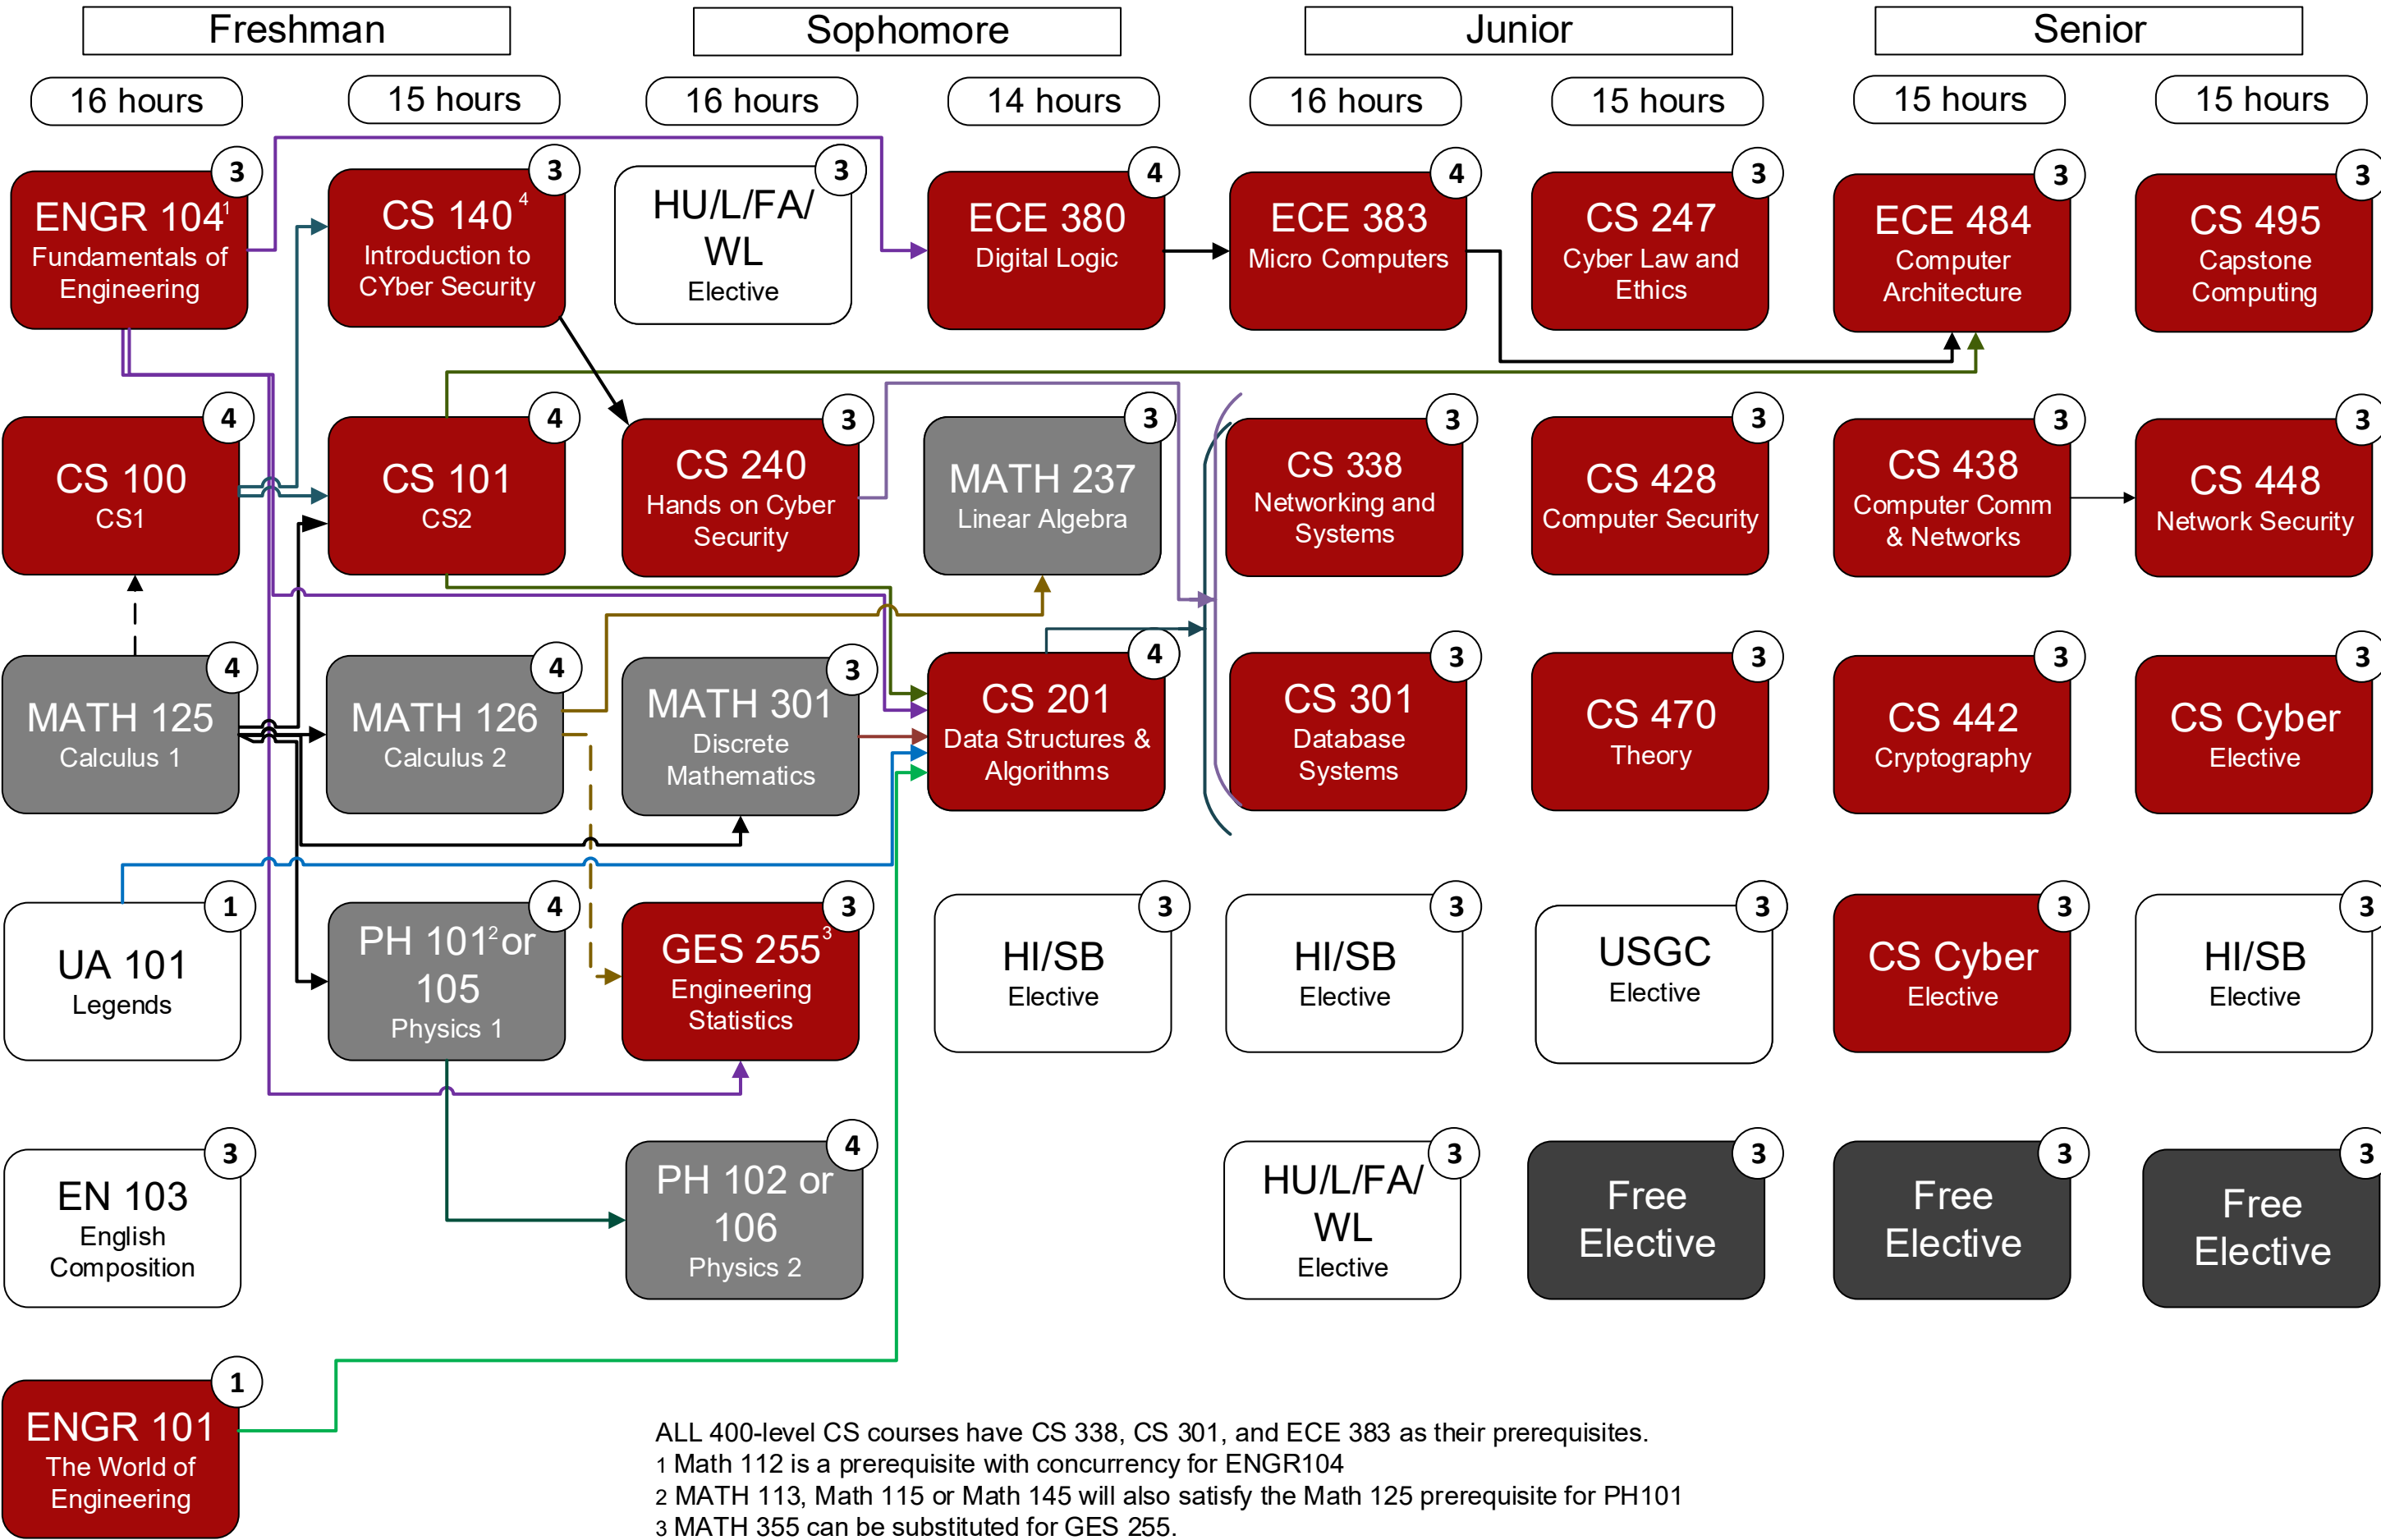 Freshman
Sophomore
Junior
Senior
16 hours
15 hours
16 hours
14 hours
16 hours
15 hours
15 hours
15 hours
3
ENGR 104¹
Fundamentals of
Engineering
3
CS 140⁴
Introduction to
CYber Security
3
HU/L/FA/
WL
Elective
4
ECE 380
Digital Logic
4
ECE 383
Micro Computers
3
CS 247
Cyber Law and
Ethics
3
ECE 484
Computer
Architecture
3
CS 495
Capstone
Computing
4
CS 100
CS1
4
CS 101
CS2
3
CS 240
Hands on Cyber
Security
3
MATH 237
Linear Algebra
3
CS 338
Networking and
Systems
3
CS 428
Computer Security
3
CS 438
Computer Comm
& Networks
3
CS 448
Network Security
4
MATH 125
Calculus 1
4
MATH 126
Calculus 2
3
MATH 301
Discrete
Mathematics
4
CS 201
Data Structures &
Algorithms
3
CS 301
Database
Systems
3
CS 470
Theory
3
CS 442
Cryptography
3
CS Cyber
Elective
1
UA 101
Legends
4
PH 101² or
105
Physics 1
3
GES 255³
Engineering
Statistics
3
HI/SB
Elective
3
HI/SB
Elective
3
USGC
Elective
3
CS Cyber
Elective
3
HI/SB
Elective
3
EN 103
English
Composition
4
PH 102 or
106
Physics 2
3
HU/L/FA/
WL
Elective
3
Free
Elective
3
Free
Elective
3
Free
Elective
1
ENGR 101
The World of
Engineering
ALL 400-level CS courses have CS 338, CS 301, and ECE 383 as their prerequisites.
1 Math 112 is a prerequisite with concurrency for ENGR104
2 MATH 113, Math 115 or Math 145 will also satisfy the Math 125 prerequisite for PH101
3 MATH 355 can be substituted for GES 255.